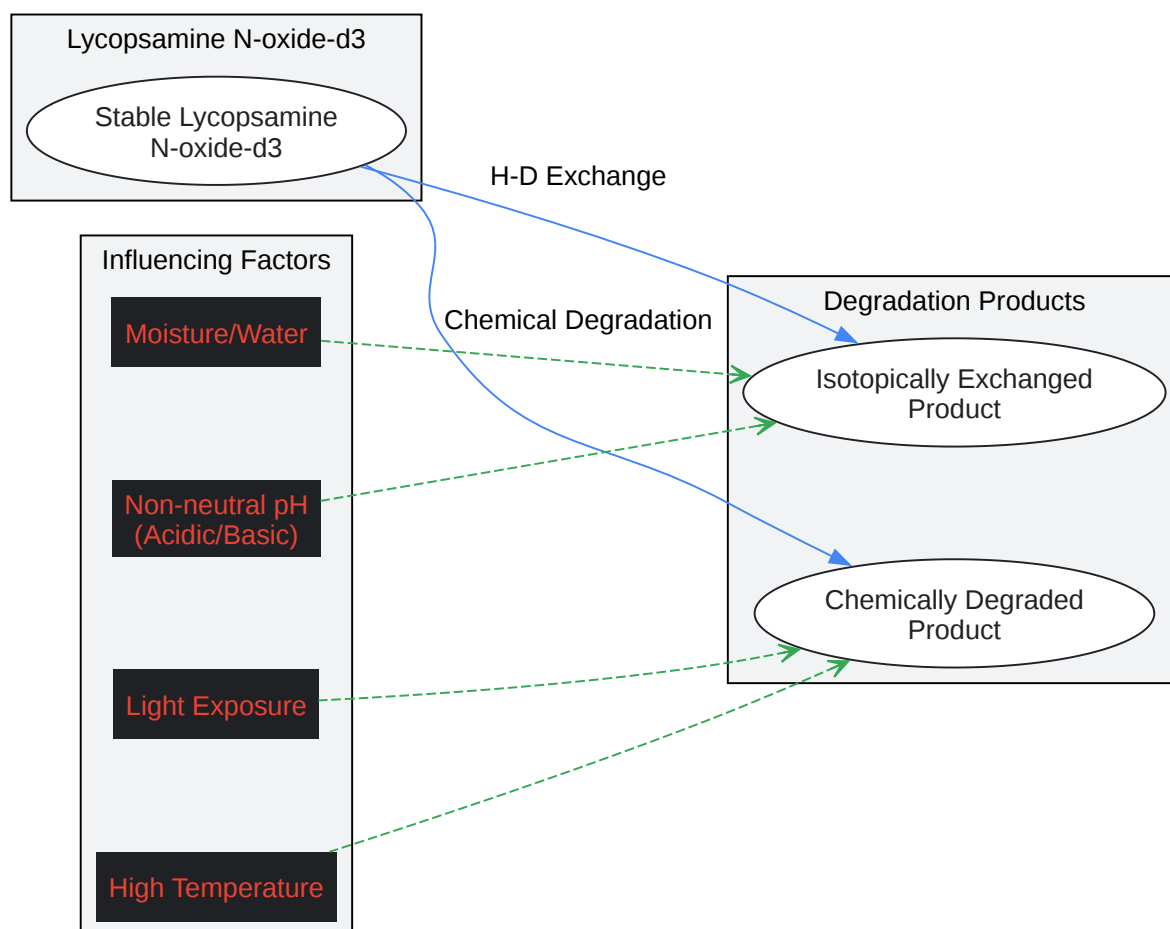 Lycopsamine N-oxide-d3
Stable Lycopsamine
N-oxide-d3
H-D Exchange
Chemical Degradation
Influencing Factors
Moisture/Water
Non-neutral pH
(Acidic/Basic)
Light Exposure
High Temperature
Degradation Products
Isotopically Exchanged
Product
Chemically Degraded
Product